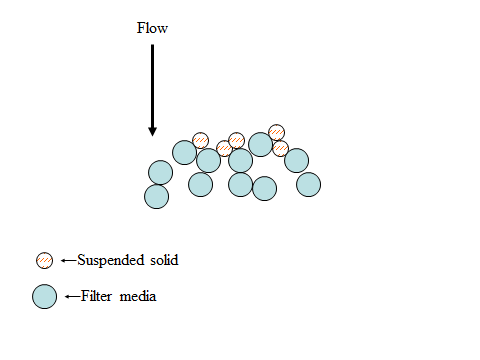 Flow
←Suspended solid
←Filter media